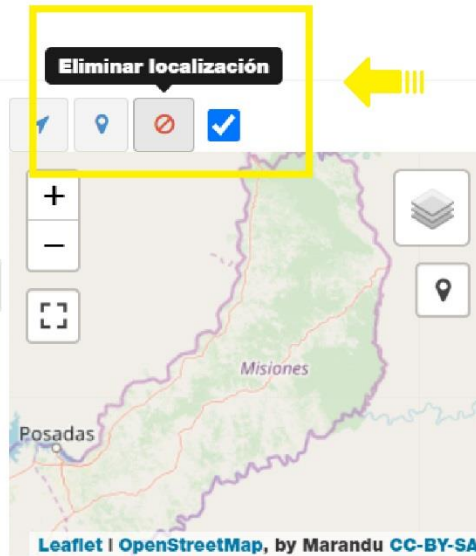 Eliminar localización
+
−
Misiones
Posadas
Leaflet | OpenStreetMap, by Marandu CC-BY-SA